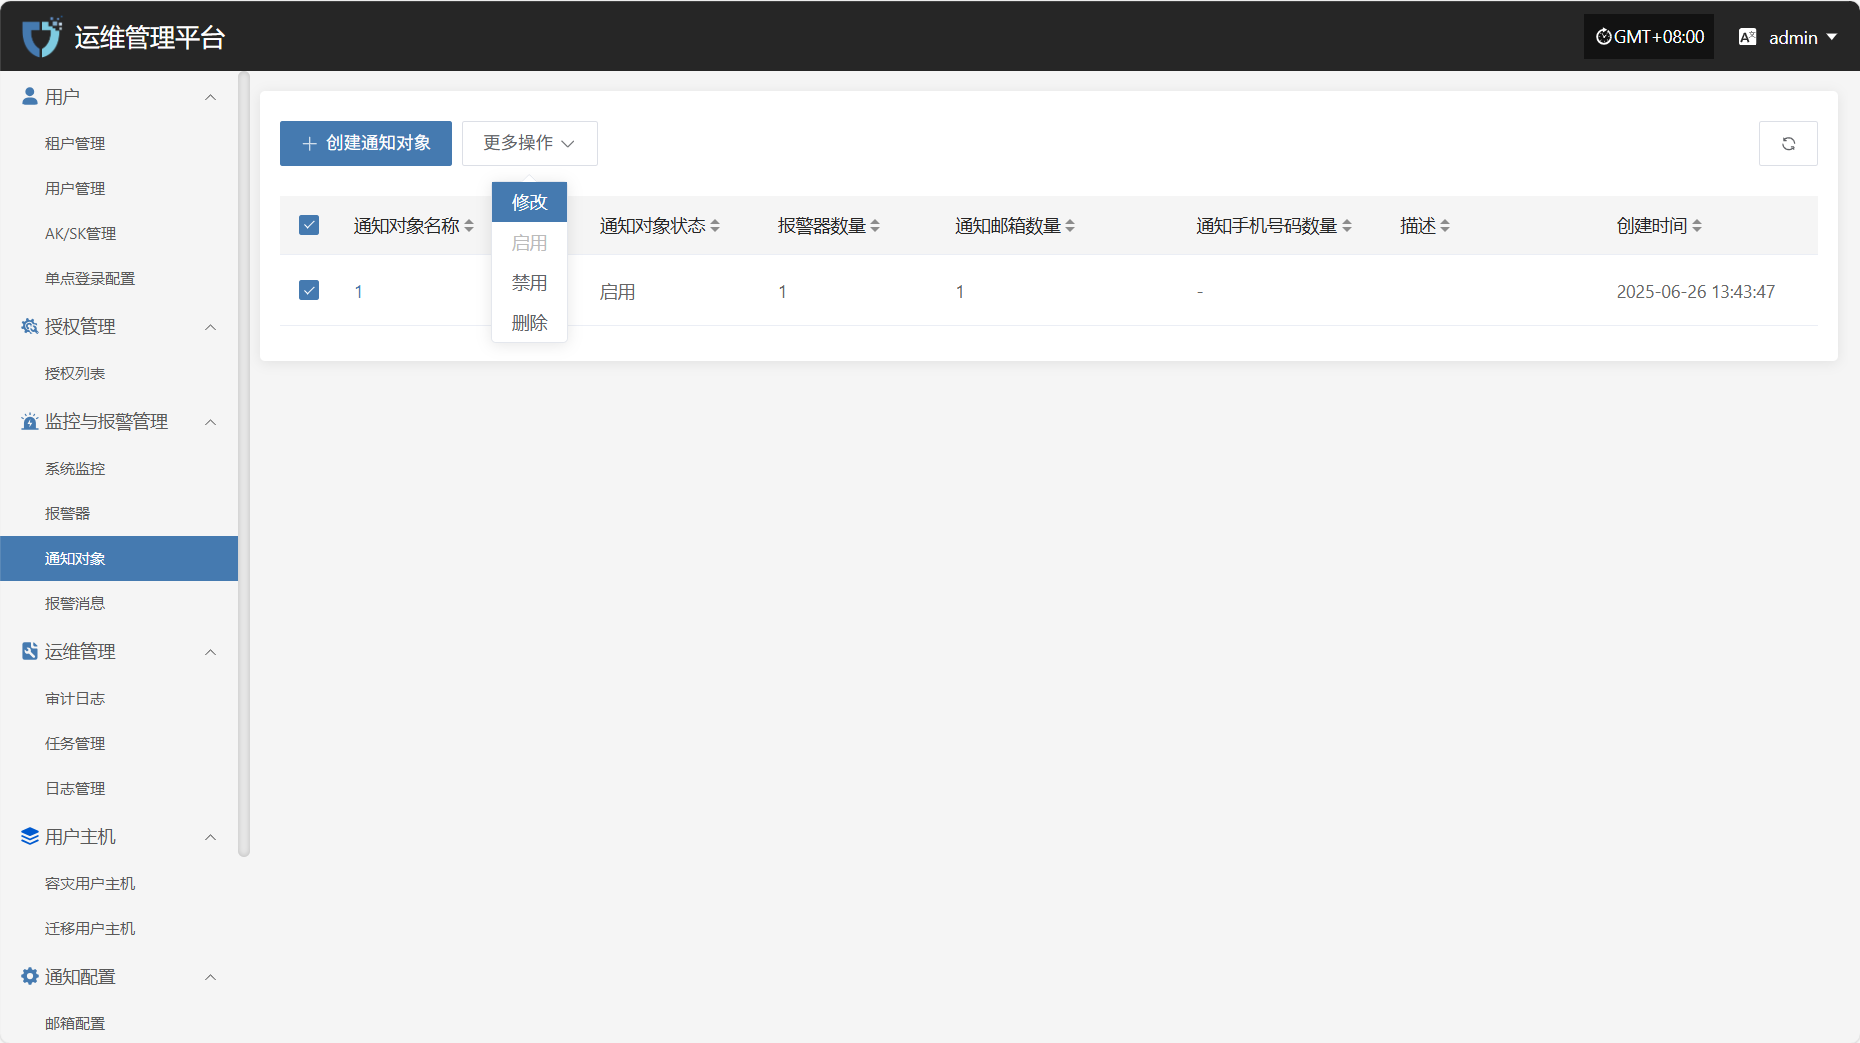 运维管理平台
GMT+08:00
admin
用户
租户管理
用户管理
AK/SK管理
单点登录配置
授权管理
授权列表
监控与报警管理
系统监控
报警器
通知对象
报警消息
运维管理
审计日志
任务管理
日志管理
用户主机
容灾用户主机
迁移用户主机
通知配置
邮箱配置
创建通知对象
更多操作
修改
启用
禁用
删除
通知对象名称 通知对象状态 报警器数量 通知邮箱数量 通知手机号码数量 描述 创建时间
1 启用 1 1 - 2025-06-26 13:43:47